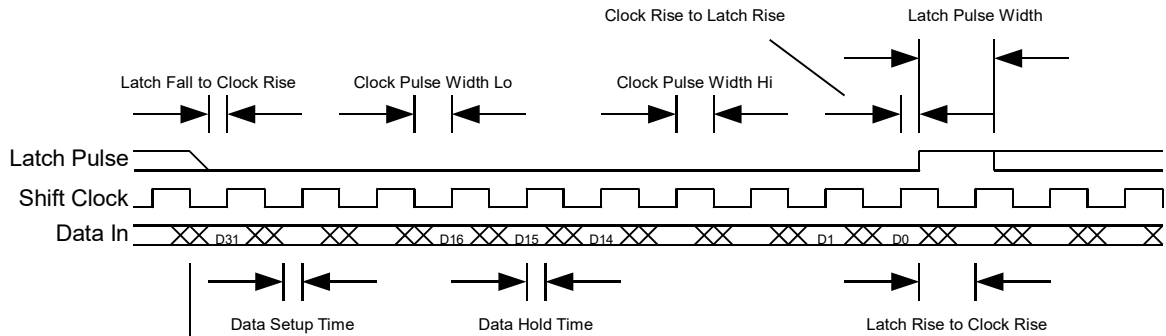 Clock Rise to Latch Rise
Latch Pulse Width
Latch Fall to Clock Rise
Clock Pulse Width Lo
Clock Pulse Width Hi
Latch Pulse
Shift Clock
Data In
D31
D16
D15
D14
D1
D0
Data Setup Time
Data Hold Time
Latch Rise to Clock Rise